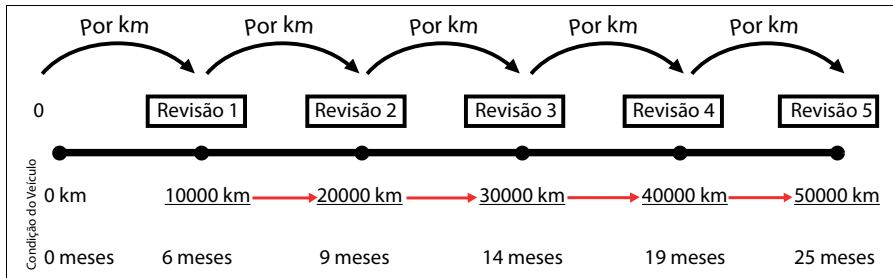 Por km Por km Por km Por km Por km
0 Revisão 1 Revisão 2 Revisão 3 Revisão 4 Revisão 5
Condição do Veículo
0 km 10000 km 20000 km 30000 km 40000 km 50000 km
0 meses 6 meses 9 meses 14 meses 19 meses 25 meses